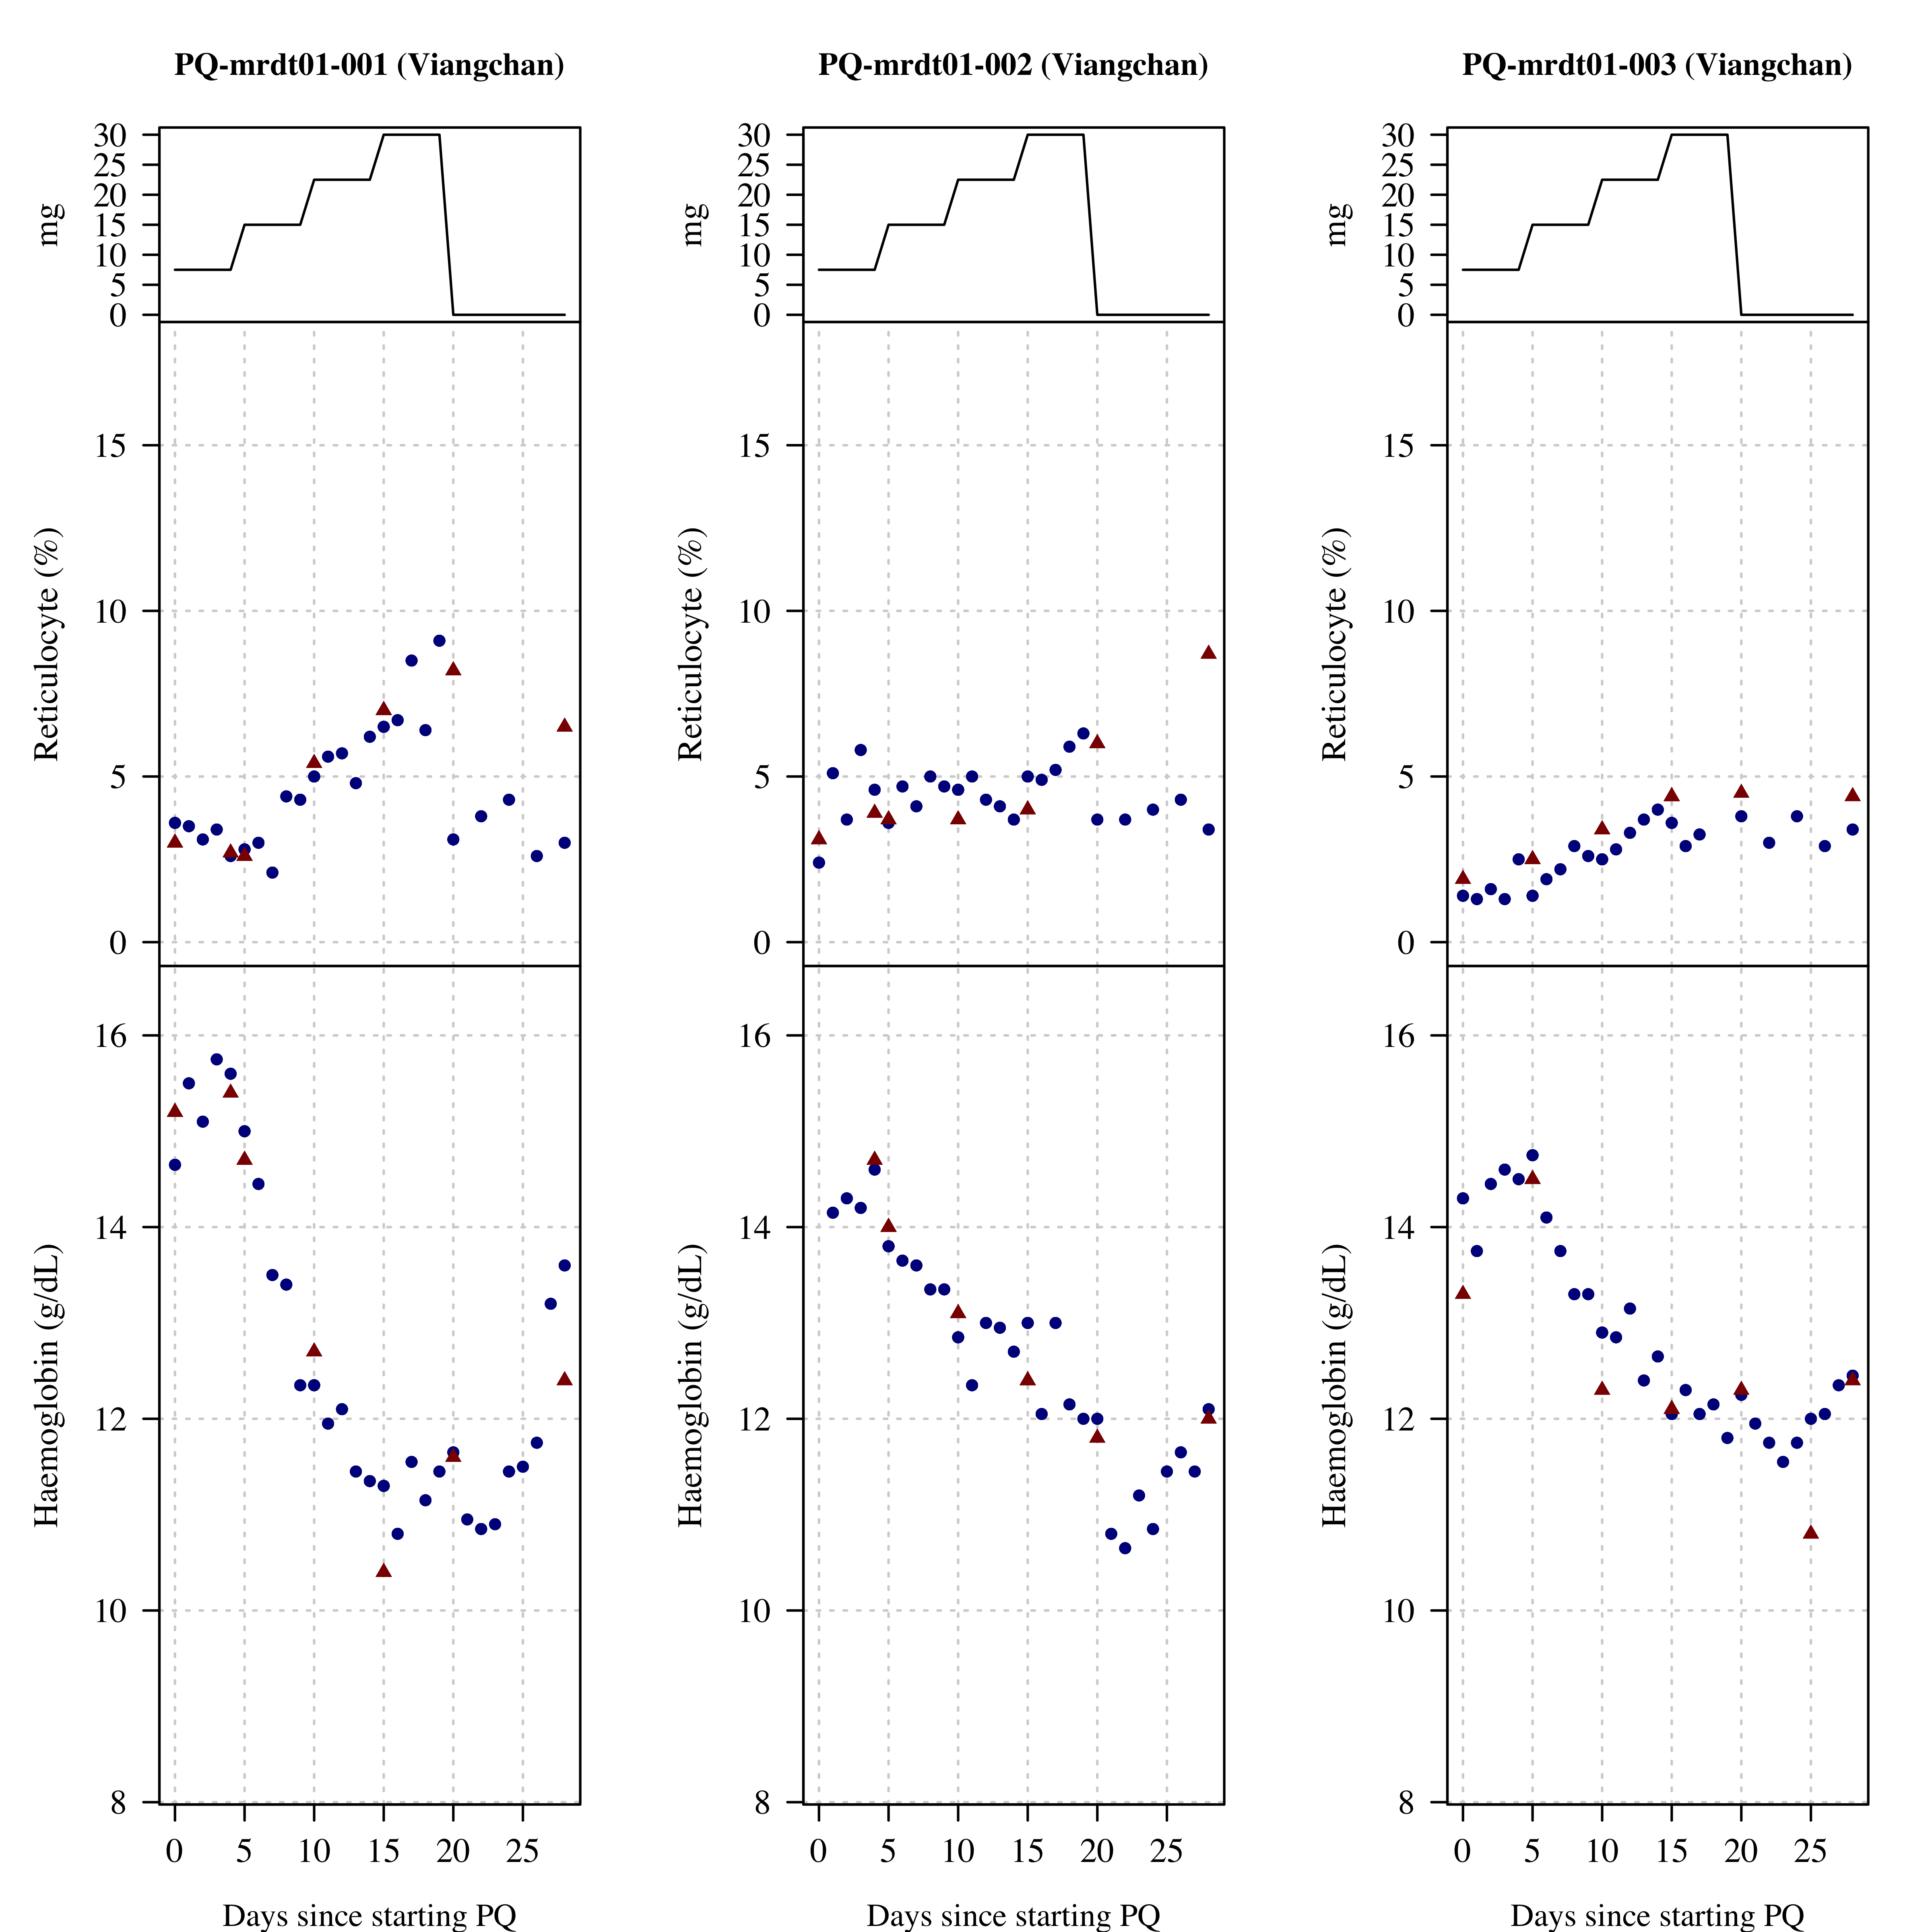 PQ-mrdt01-001 (Viangchan)
mg
30
25
20
15
10
5
0
Reticulocyte (%)
15
10
5
0
Haemoglobin (g/dL)
16
14
12
10
8
0 5 10 15 20 25
Days since starting PQ
PQ-mrdt01-002 (Viangchan)
mg
30
25
20
15
10
5
0
Reticulocyte (%)
15
10
5
0
Haemoglobin (g/dL)
16
14
12
10
8
0 5 10 15 20 25
Days since starting PQ
PQ-mrdt01-003 (Viangchan)
mg
30
25
20
15
10
5
0
Reticulocyte (%)
15
10
5
0
Haemoglobin (g/dL)
16
14
12
10
8
0 5 10 15 20 25
Days since starting PQ